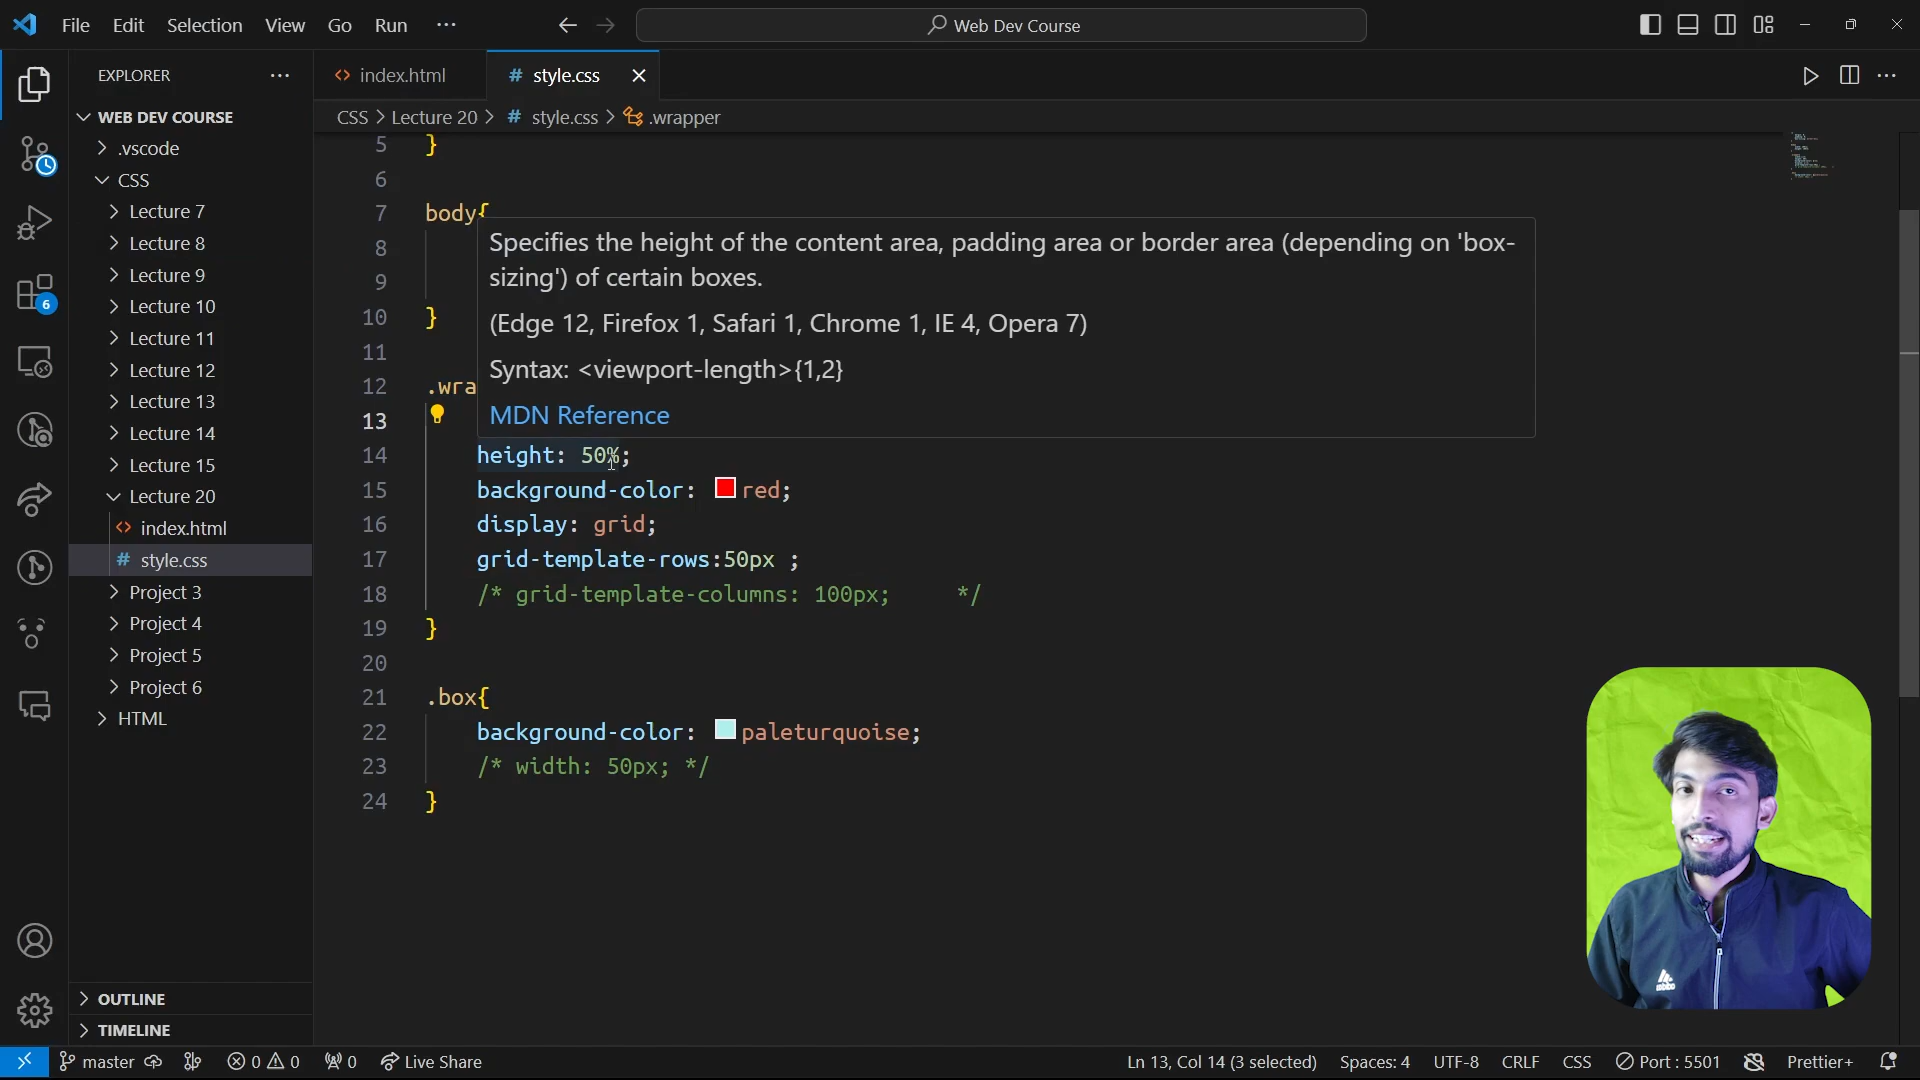 File Edit Selection View Go Run ···
Web Dev Course
EXPLORER
index.html
# style.css
WEB DEV COURSE
CSS > Lecture 20 > # style.css > .wrapper
.vscode
CSS
Lecture 7
Lecture 8
Lecture 9
Lecture 10
Lecture 11
Lecture 12
Lecture 13
Lecture 14
Lecture 15
Lecture 20
<> index.html
# style.css
Project 3
Project 4
Project 5
Project 6
HTML
6
OUTLINE
TIMELINE
5 }
6
7 body{
8
9
10 }
11
12 .wra
13
Specifies the height of the content area, padding area or border area (depending on 'box-
sizing') of certain boxes.
(Edge 12, Firefox 1, Safari 1, Chrome 1, IE 4, Opera 7)
Syntax: <viewport-length>{1,2}
MDN Reference
14 height: 50%;
15 background-color: red;
16 display: grid;
17 grid-template-rows:50px ;
18 /* grid-template-columns: 100px; */
19 }
20
21 .box{
22 background-color: paleturquoise;
23 /* width: 50px; */
24 }
master 0 0 0 Live Share Ln 13, Col 14 (3 selected) Spaces: 4 UTF-8 CRLF CSS Port : 5501 Prettier+